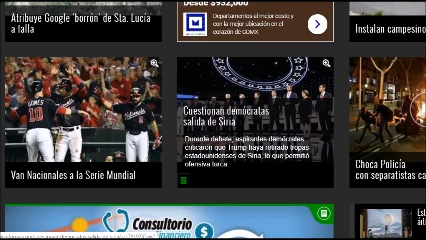 Atribuye Google 'borrón' de Sta. Lucía
a falla
Desde $932,000
Departamentos al mejor costo y
con la mejor ubicación en el
corazón de CDMX
Instalan campesino
GOMES
10
Van Nacionales a la Serie Mundial
Cuestionan demócratas
salida de Siria
Durante debate, aspirantes demócratas
criticaron que Trump haya retirado tropas
estadounidenses de Siria, lo que permitió
ofensiva turca.
Choca Policía
con separatistas ca
Consultorio
financiero
$